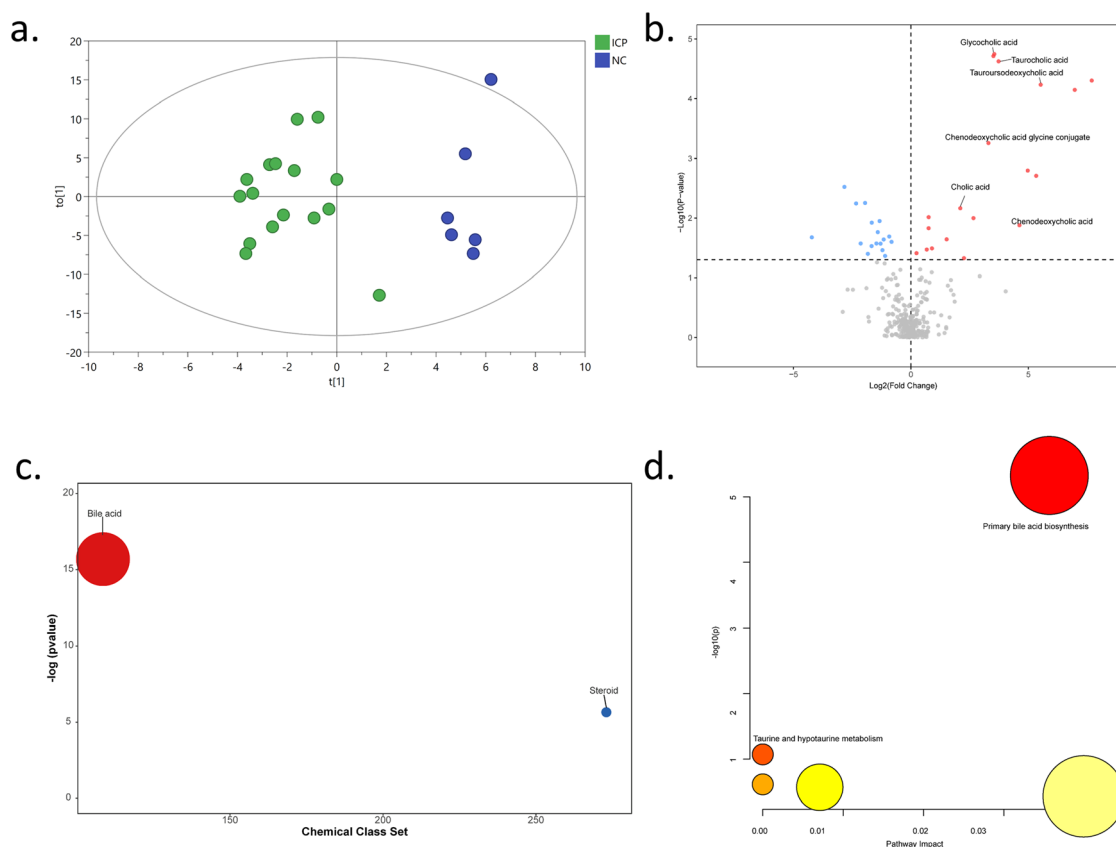 a.
ICP
NC
20
15
10
5
0
-5
-10
-15
-20
to[1]
-10
-8
-6
-4
-2
0
2
4
6
8
10
t[1]
b.
5
4
3
2
1
0
−Log10(P−value)
Glycocholic acid
Taurocholic acid
Tauroursodeoxycholic acid
Chenodeoxycholic acid glycine conjugate
Cholic acid
Chenodeoxycholic acid
−5
0
5
Log2(Fold Change)
c.
20
15
10
5
0
-log (pvalue)
Bile acid
Steroid
150
200
250
Chemical Class Set
d.
5
4
3
2
1
-log10(p)
Primary bile acid biosynthesis
Taurine and hypotaurine metabolism
0.00
0.01
0.02
0.03
Pathway Impact